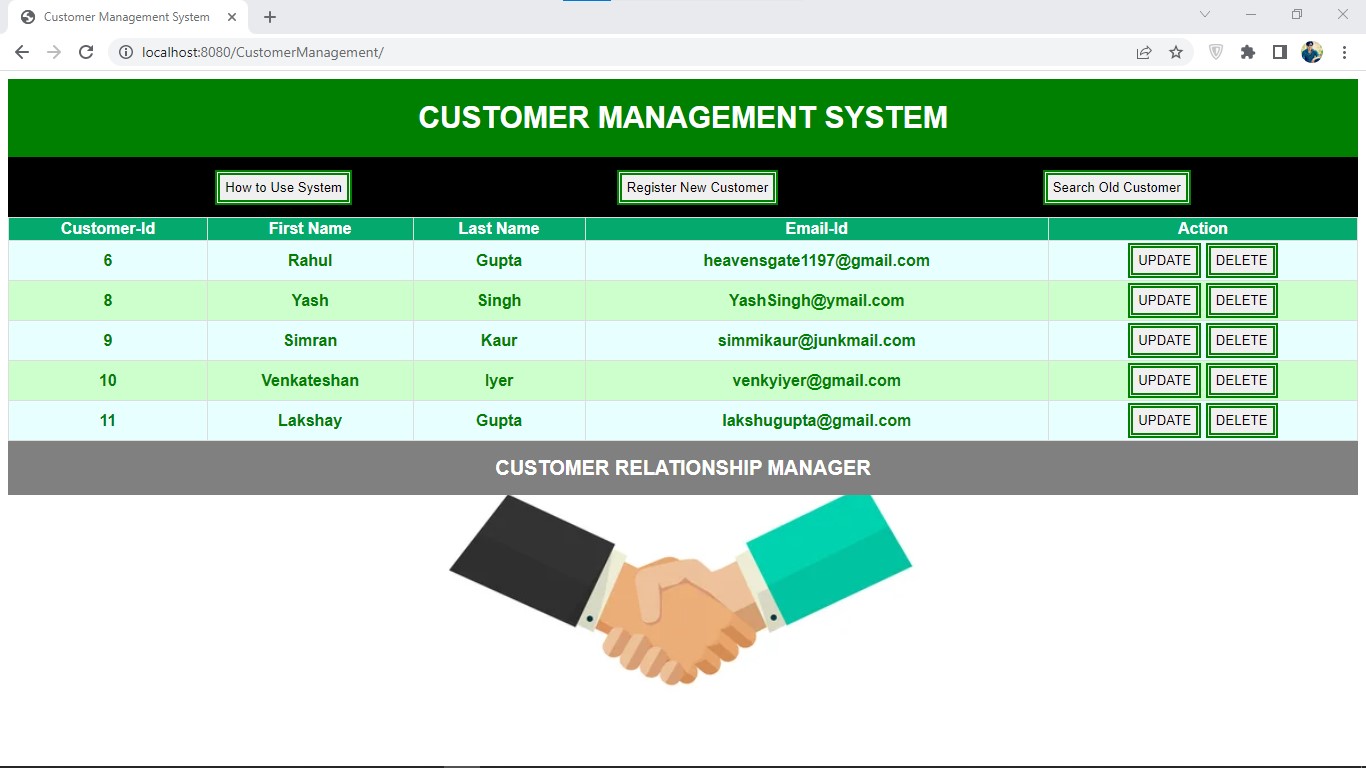 Customer Management System
localhost:8080/CustomerManagement/
CUSTOMER MANAGEMENT SYSTEM
How to Use System Register New Customer Search Old Customer
Customer-Id First Name Last Name Email-Id Action
6 Rahul Gupta heavensgate1197@gmail.com UPDATE DELETE
8 Yash Singh YashSingh@ymail.com UPDATE DELETE
9 Simran Kaur simmikaur@junkmail.com UPDATE DELETE
10 Venkateshan Iyer venkyiyer@gmail.com UPDATE DELETE
11 Lakshay Gupta lakshugupta@gmail.com UPDATE DELETE
CUSTOMER RELATIONSHIP MANAGER